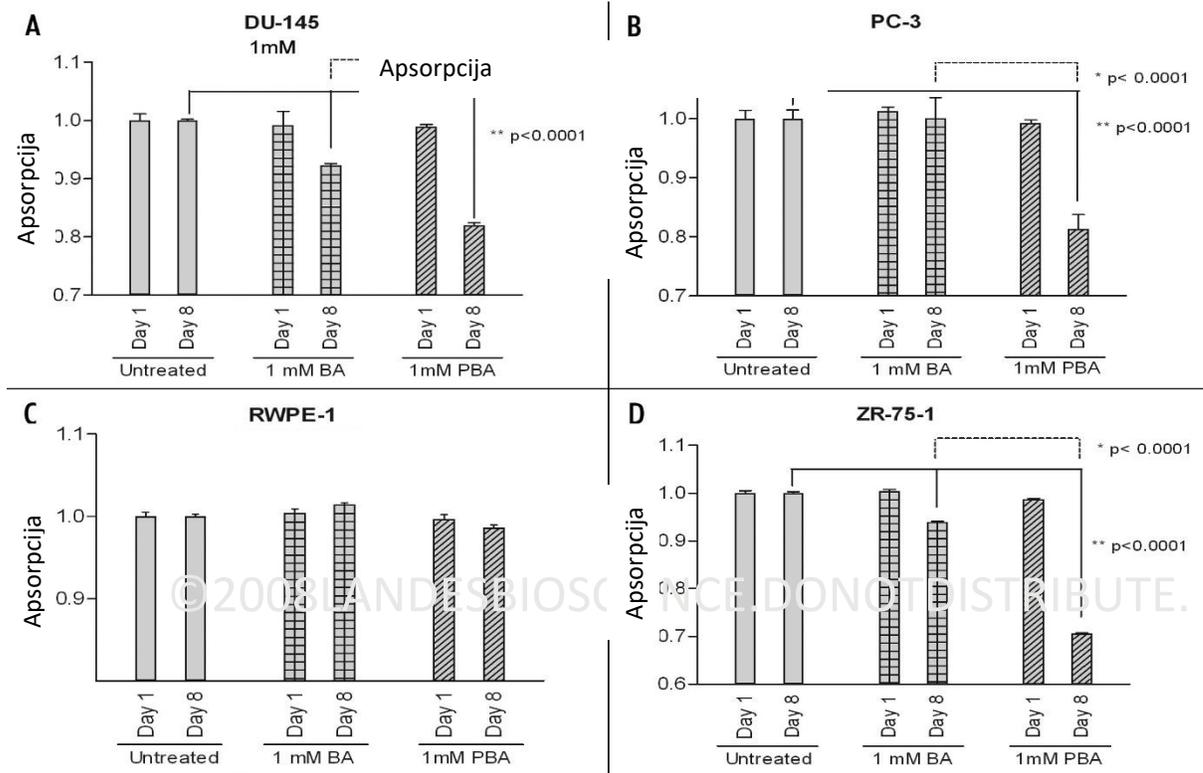 A
DU-145
1mM
1.1
1.0
0.9
0.8
0.7
Apsorpcija
Apsorpcija
** p<0.0001
Day 1
Day 8
Day 1
Day 8
Day 1
Day 8
Untreated
1 mM BA
1mM PBA
B
PC-3
1.0
0.9
0.8
0.7
Apsorpcija
* p< 0.0001
** p<0.0001
Day 1
Day 8
Day 1
Day 8
Day 1
Day 8
Untreated
1 mM BA
1mM PBA
C
RWPE-1
1.1
1.0
0.9
Apsorpcija
Day 1
Day 8
Day 1
Day 8
Day 1
Day 8
Untreated
1 mM BA
1mM PBA
D
ZR-75-1
1.1
1.0
0.9
0.8
0.7
0.6
Apsorpcija
* p< 0.0001
** p<0.0001
Day 1
Day 8
Day 1
Day 8
Day 1
Day 8
Untreated
1 mM BA
1mM PBA